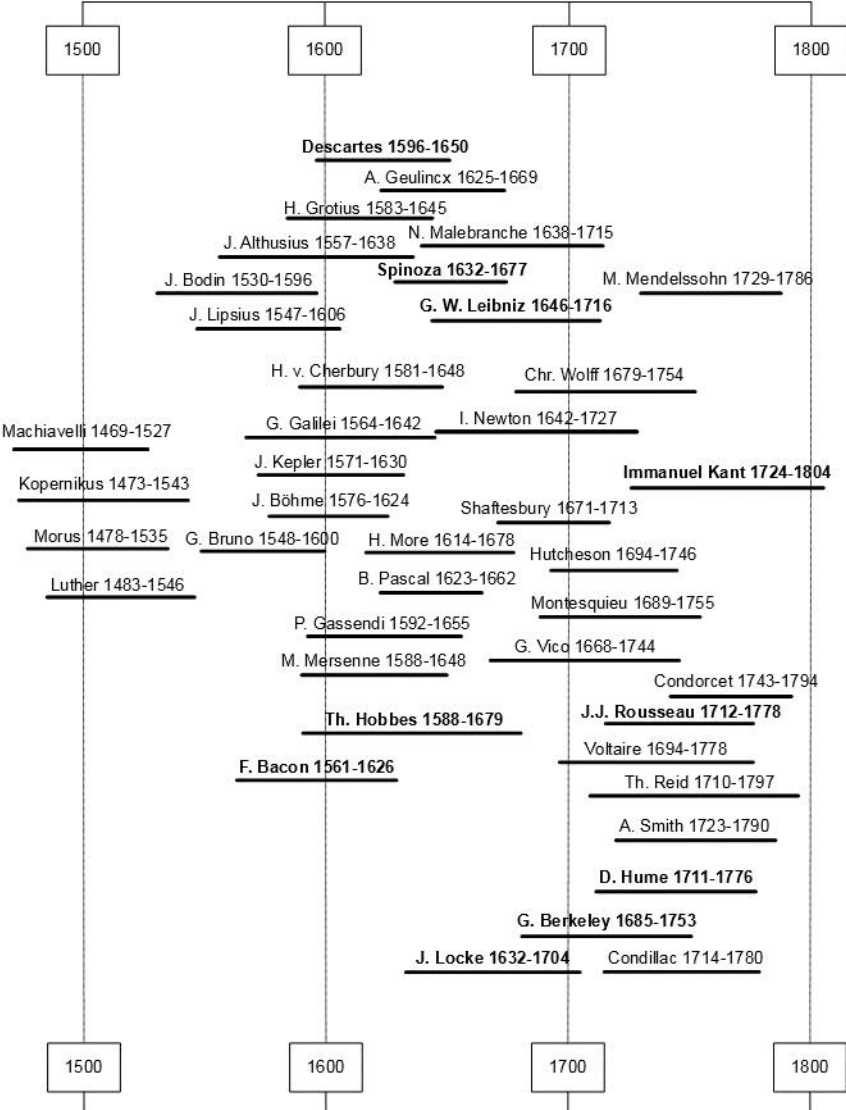 1500 1600 1700 1800
Descartes 1596-1650
A. Geulincx 1625-1669
H. Grotius 1583-1645
N. Malebranche 1638-1715
J. Althusius 1557-1638
Spinoza 1632-1677
J. Bodin 1530-1596
M. Mendelssohn 1729-1786
G. W. Leibniz 1646-1716
J. Lipsius 1547-1606
H. v. Cherbury 1581-1648
Chr. Wolff 1679-1754
I. Newton 1642-1727
G. Galilei 1564-1642
Machiavelli 1469-1527
J. Kepler 1571-1630
Immanuel Kant 1724-1804
Kopernikus 1473-1543
J. Böhme 1576-1624
Shaftesbury 1671-1713
Morus 1478-1535
G. Bruno 1548-1600
H. More 1614-1678
Hutcheson 1694-1746
Luther 1483-1546
B. Pascal 1623-1662
Montesquieu 1689-1755
P. Gassendi 1592-1655
G. Vico 1668-1744
M. Mersenne 1588-1648
Condorcet 1743-1794
J.J. Rousseau 1712-1778
Th. Hobbes 1588-1679
Voltaire 1694-1778
F. Bacon 1561-1626
Th. Reid 1710-1797
A. Smith 1723-1790
D. Hume 1711-1776
G. Berkeley 1685-1753
J. Locke 1632-1704
Condillac 1714-1780
1500 1600 1700 1800